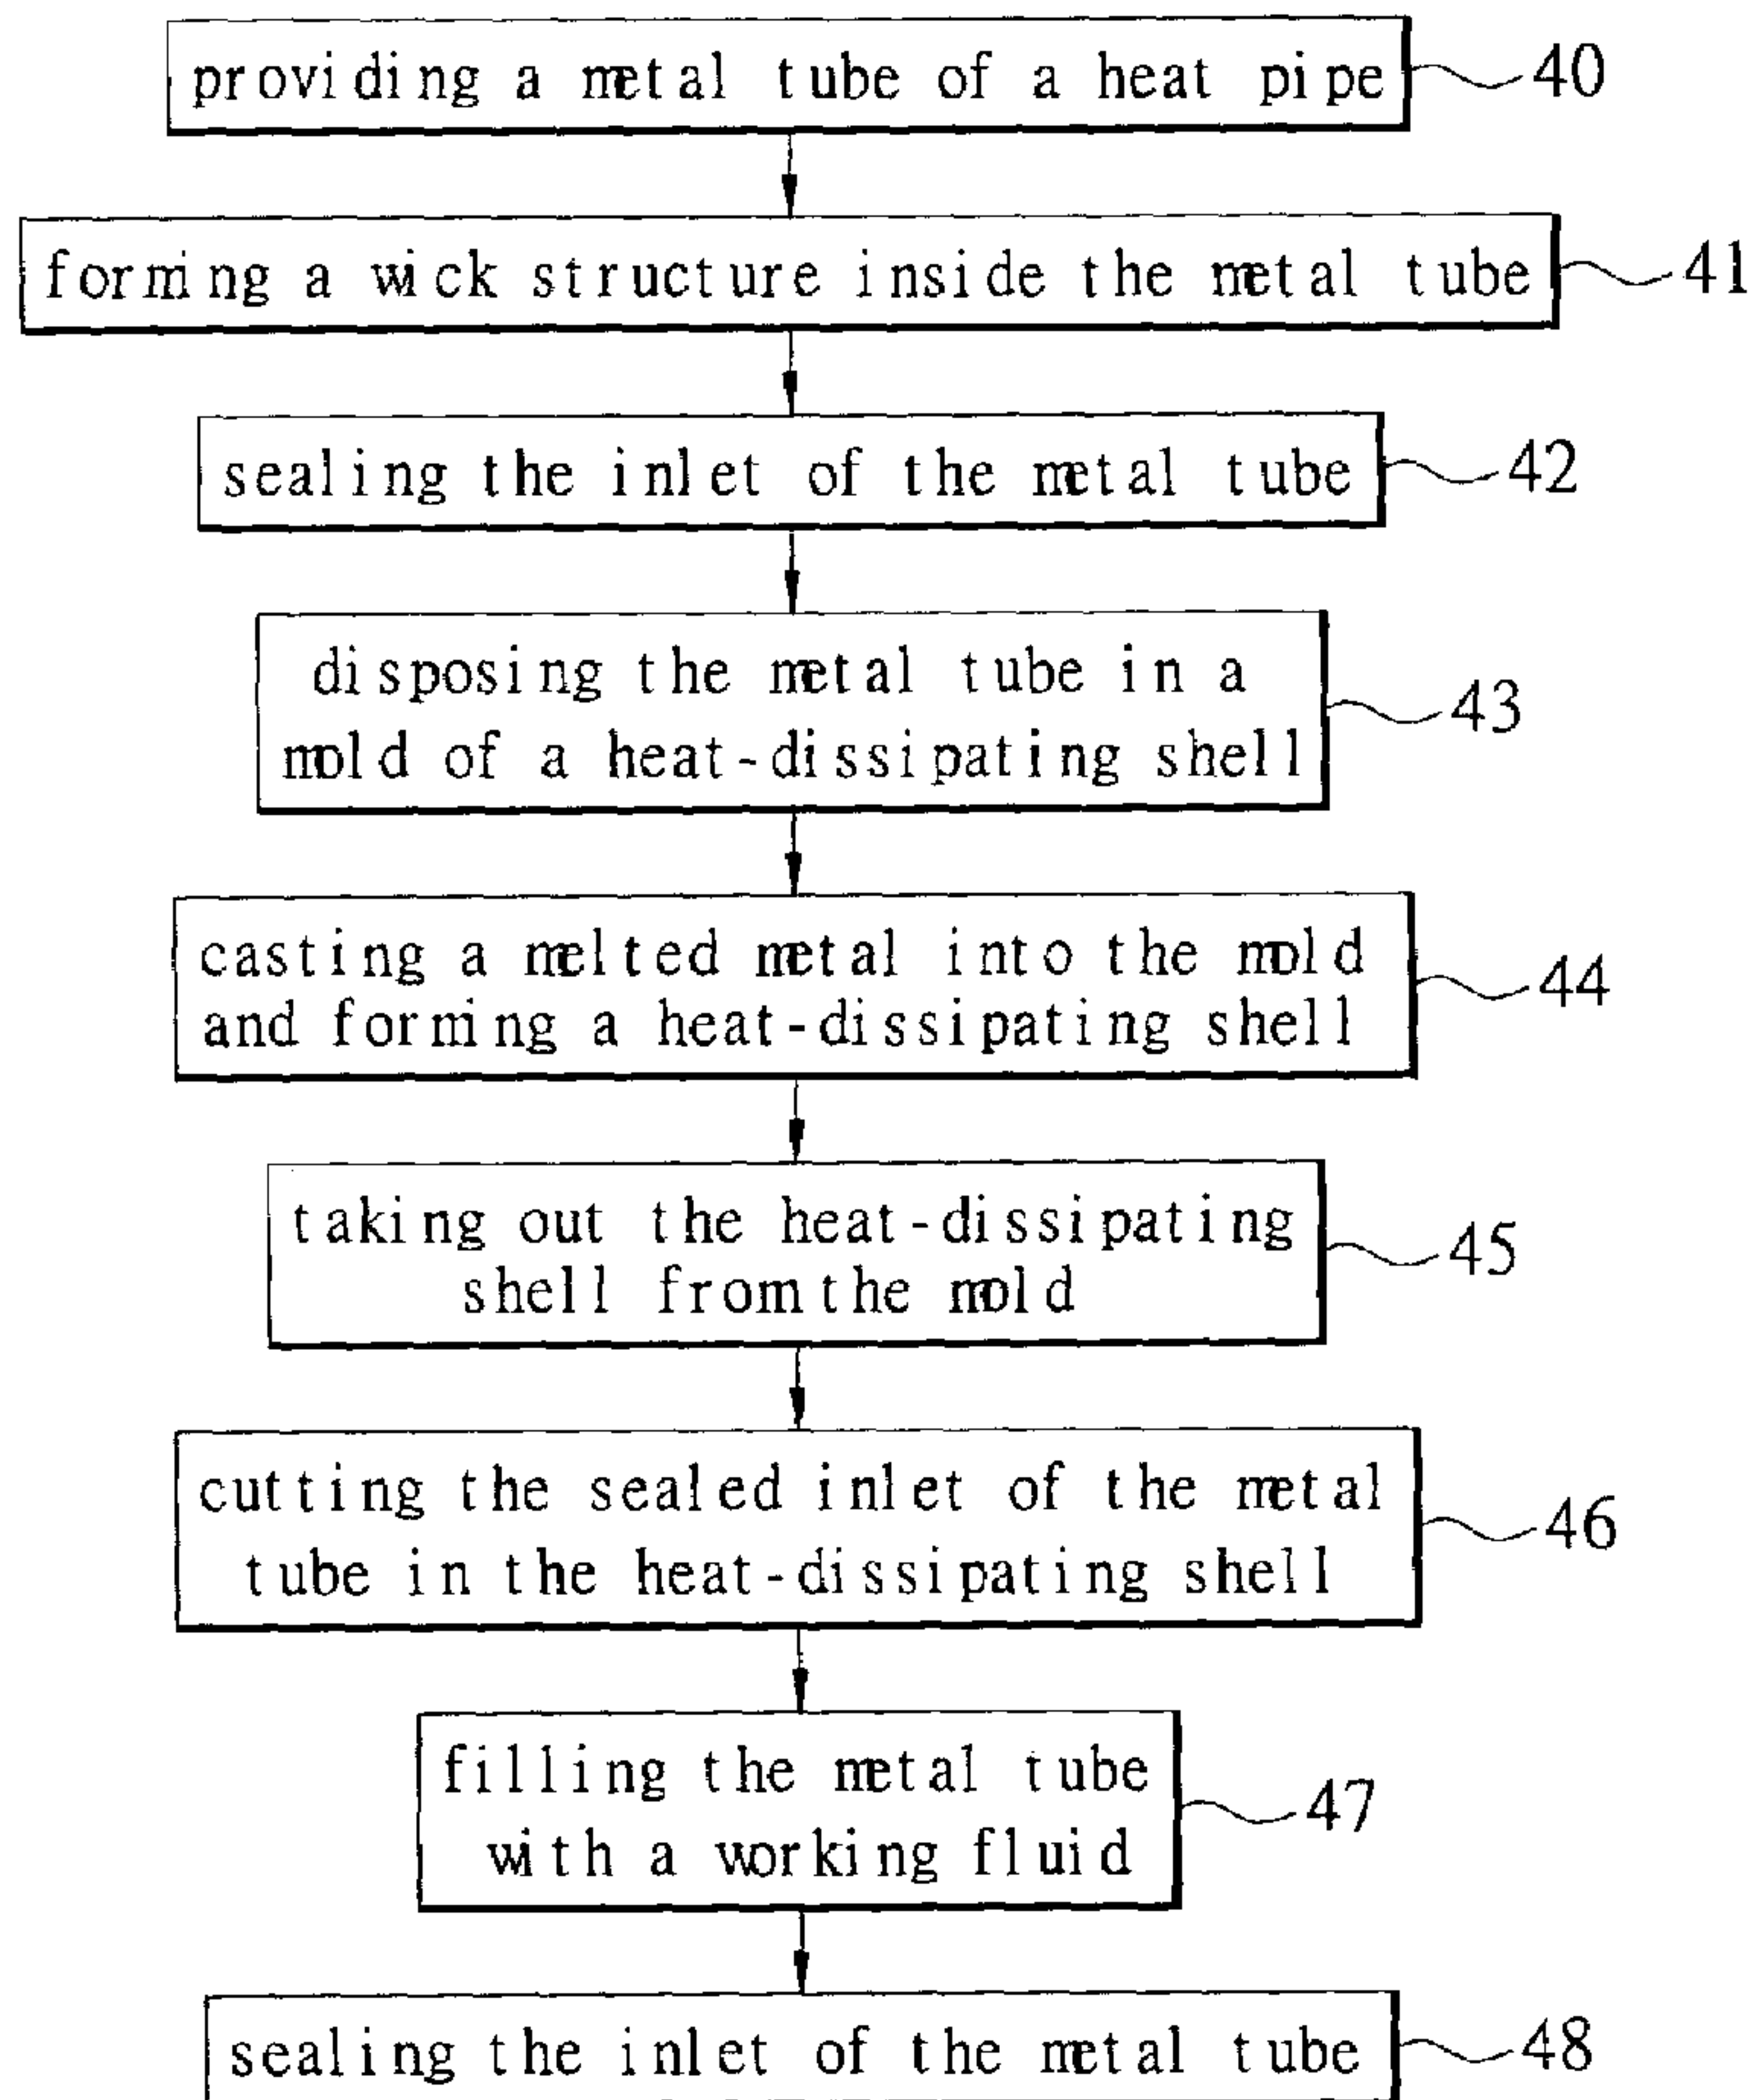 providing a metal tube of a heat pipe 40
forming a wick structure inside the metal tube 41
sealing the inlet of the metal tube 42
disposing the metal tube in a
mold of a heat-dissipating shell 43
casting a melted metal into the mold
and forming a heat-dissipating shell 44
taking out the heat-dissipating
shell from the mold 45
cutting the sealed inlet of the metal
tube in the heat-dissipating shell 46
filling the metal tube
with a working fluid 47
sealing the inlet of the metal tube 48